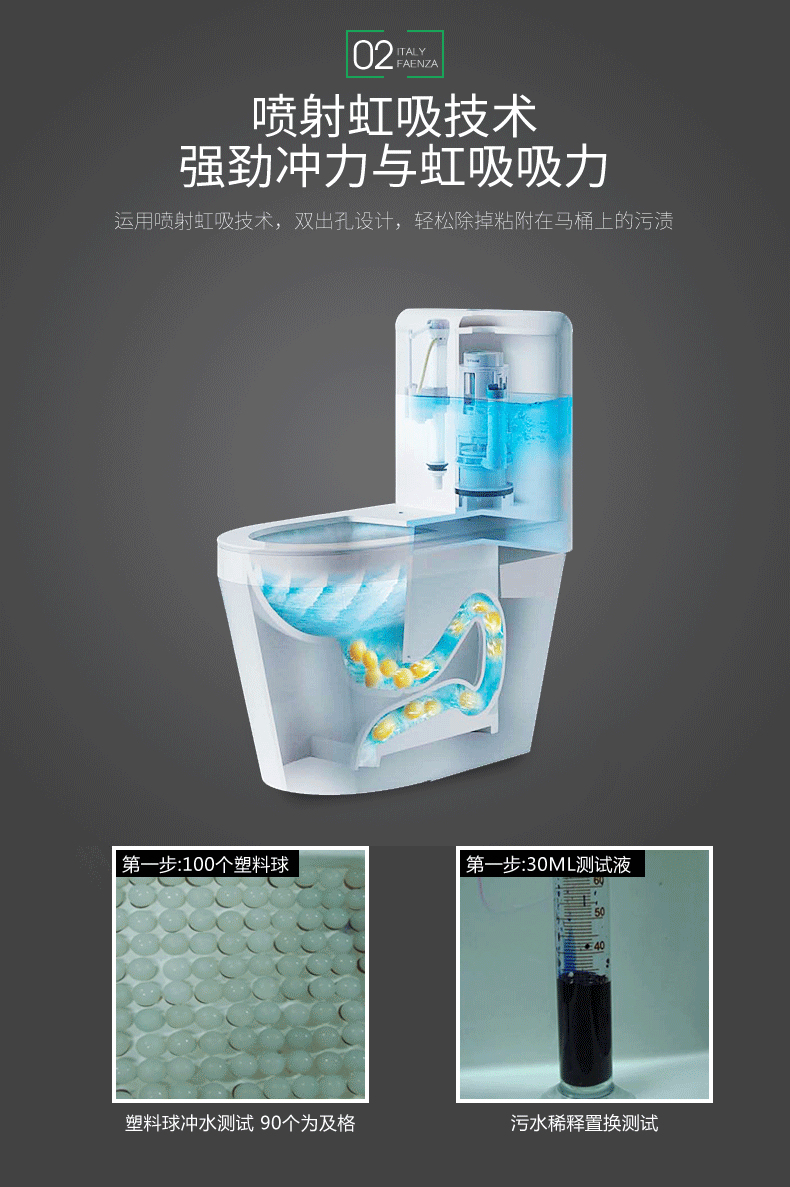 02 ITALY
FAENZA
喷射虹吸技术
强劲冲力与虹吸吸力
运用喷射虹吸技术，双出孔设计，轻松除掉粘附在马桶上的污渍
第一步:100个塑料球
第一步:30ML测试液
60
50
40
塑料球冲水测试 90个为及格
污水稀释置换测试